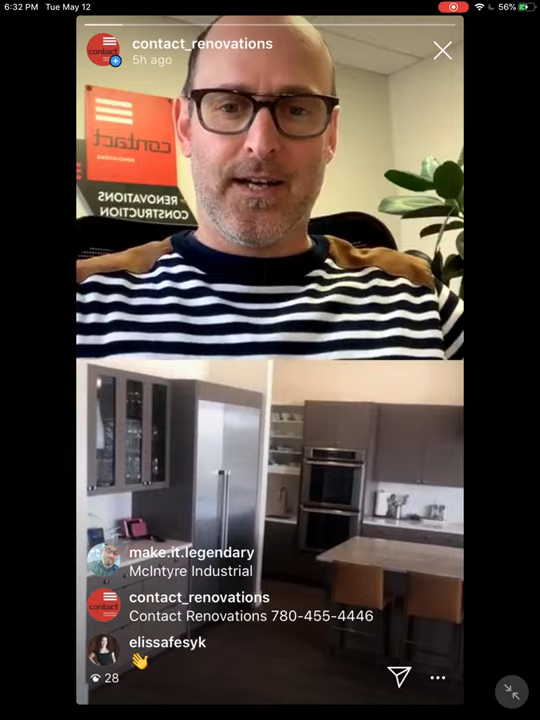 6:32 PM Tue May 12
56%
contact_renovations
5h ago
contact
RENOVATIONS
RENOVATIONS
CONSTRUCTION
make.it.legendary
McIntyre Industrial
contact_renovations
Contact Renovations 780-455-4446
elissafesyk
👋
28